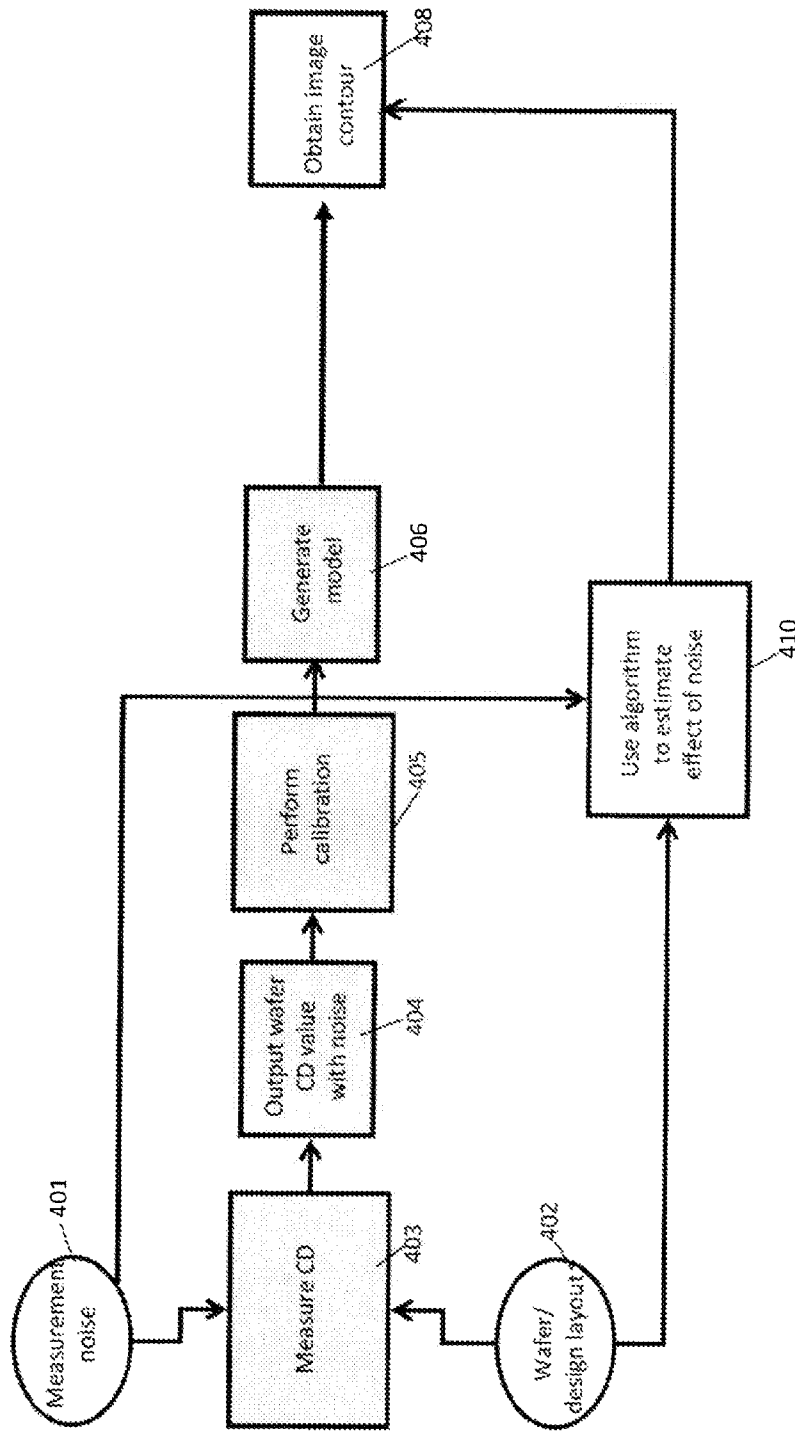 Measurement
noise
401
Measure CD
403
Wafer/
design layout
402
Output wafer
CD value
with noise
404
Perform
calibration
405
Generate
model
406
Obtain image
contour
408
Use algorithm
to estimate
effect of noise
410